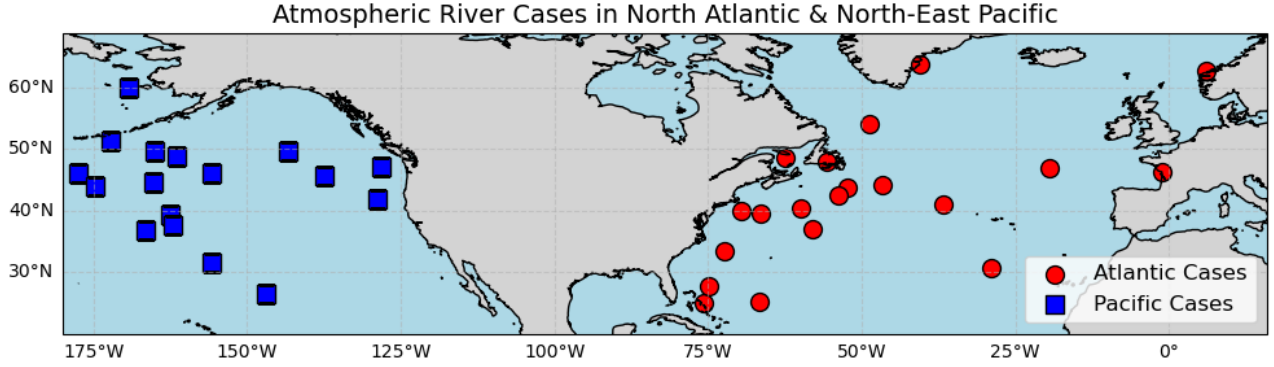 Atmospheric River Cases in North Atlantic & North-East Pacific
60°N
50°N
40°N
30°N
Atlantic Cases
Pacific Cases
175°W 150°W 125°W 100°W 75°W 50°W 25°W 0°